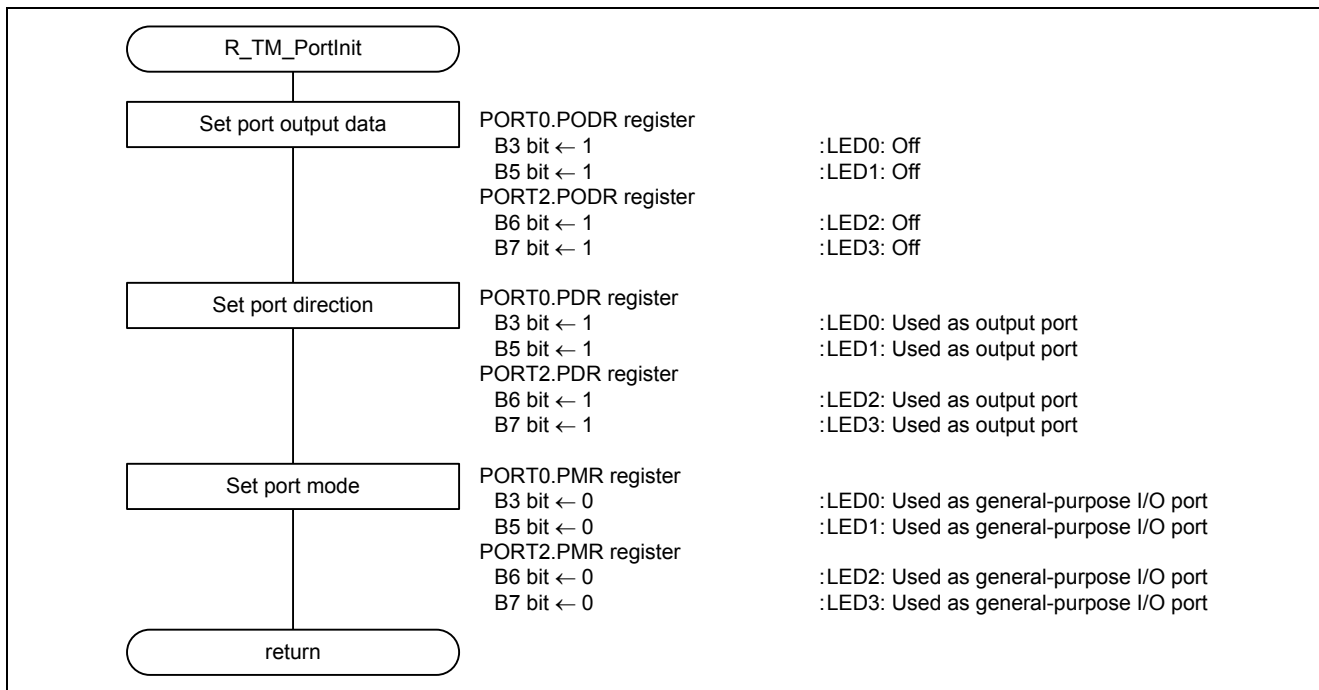 R_TM_PortInit
Set port output data
PORT0.PODR register
B3 bit ← 1 :LED0: Off
B5 bit ← 1 :LED1: Off
PORT2.PODR register
B6 bit ← 1 :LED2: Off
B7 bit ← 1 :LED3: Off
Set port direction
PORT0.PDR register
B3 bit ← 1 :LED0: Used as output port
B5 bit ← 1 :LED1: Used as output port
PORT2.PDR register
B6 bit ← 1 :LED2: Used as output port
B7 bit ← 1 :LED3: Used as output port
Set port mode
PORT0.PMR register
B3 bit ← 0 :LED0: Used as general-purpose I/O port
B5 bit ← 0 :LED1: Used as general-purpose I/O port
PORT2.PMR register
B6 bit ← 0 :LED2: Used as general-purpose I/O port
B7 bit ← 0 :LED3: Used as general-purpose I/O port
return